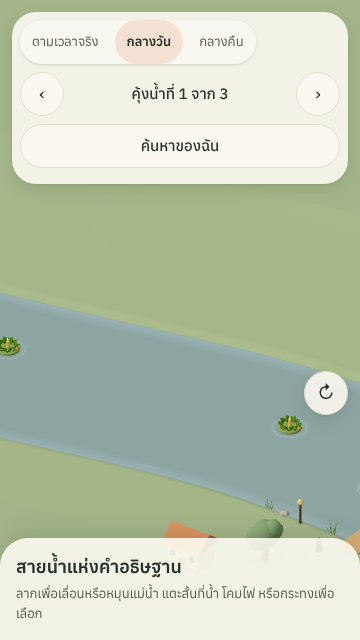 ตามเวลาจริง กลางวัน กลางคืน
‹ คุ้งน้ำที่ 1 จาก 3 ›
ค้นหาของฉัน
สายน้ำแห่งคำอธิษฐาน
ลากเพื่อเลื่อนหรือหมุนแม่น้ำ แตะสั้นที่น้ำ โคมไฟ หรือกระทงเพื่อ
เลือก